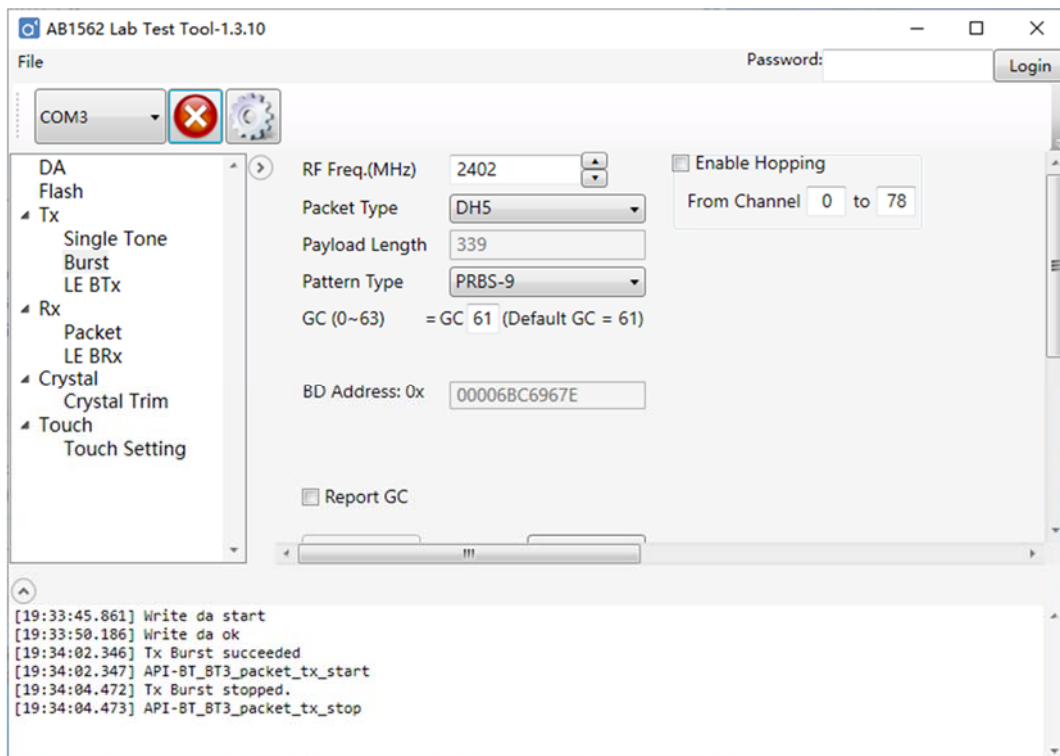 AB1562 Lab Test Tool-1.3.10
File
Password:
Login
COM3
DA
Flash
Tx
Single Tone
Burst
LE BTx
Rx
Packet
LE BRx
Crystal
Crystal Trim
Touch
Touch Setting
RF Freq.(MHz) 2402
Packet Type DH5
Payload Length 339
Pattern Type PRBS-9
GC (0~63) = GC 61 (Default GC = 61)
BD Address: 0x 00006BC6967E
Report GC
Enable Hopping
From Channel 0 to 78
[19:33:45.861] Write da start
[19:33:50.186] Write da ok
[19:34:02.346] Tx Burst succeeded
[19:34:02.347] API-BT_BT3_packet_tx_start
[19:34:04.472] Tx Burst stopped.
[19:34:04.473] API-BT_BT3_packet_tx_stop